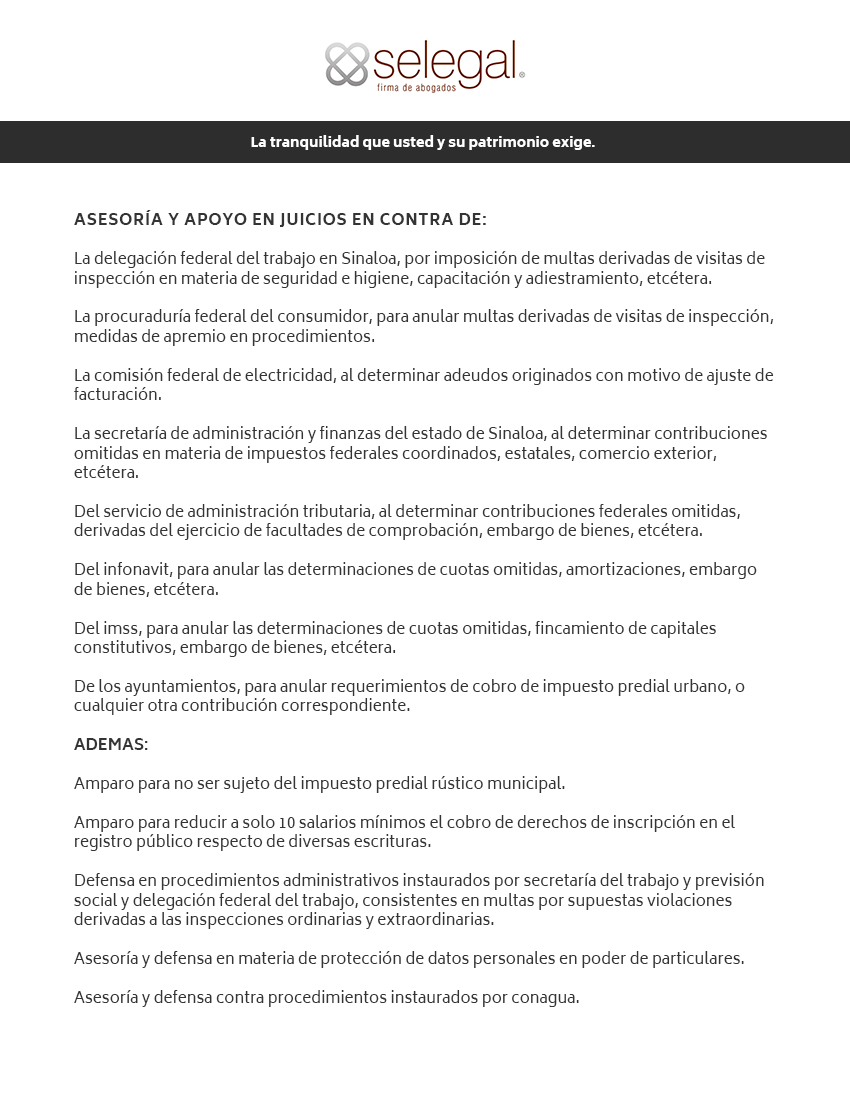 selegal®
firma de abogados
La tranquilidad que usted y su patrimonio exige.
ASESORÍA Y APOYO EN JUICIOS EN CONTRA DE:
La delegación federal del trabajo en Sinaloa, por imposición de multas derivadas de visitas de
inspección en materia de seguridad e higiene, capacitación y adiestramiento, etcétera.
La procuraduría federal del consumidor, para anular multas derivadas de visitas de inspección,
medidas de apremio en procedimientos.
La comisión federal de electricidad, al determinar adeudos originados con motivo de ajuste de
facturación.
La secretaría de administración y finanzas del estado de Sinaloa, al determinar contribuciones
omitidas en materia de impuestos federales coordinados, estatales, comercio exterior,
etcétera.
Del servicio de administración tributaria, al determinar contribuciones federales omitidas,
derivadas del ejercicio de facultades de comprobación, embargo de bienes, etcétera.
Del infonavit, para anular las determinaciones de cuotas omitidas, amortizaciones, embargo
de bienes, etcétera.
Del imss, para anular las determinaciones de cuotas omitidas, fincamiento de capitales
constitutivos, embargo de bienes, etcétera.
De los ayuntamientos, para anular requerimientos de cobro de impuesto predial urbano, o
cualquier otra contribución correspondiente.
ADEMAS:
Amparo para no ser sujeto del impuesto predial rústico municipal.
Amparo para reducir a solo 10 salarios mínimos el cobro de derechos de inscripción en el
registro público respecto de diversas escrituras.
Defensa en procedimientos administrativos instaurados por secretaría del trabajo y previsión
social y delegación federal del trabajo, consistentes en multas por supuestas violaciones
derivadas a las inspecciones ordinarias y extraordinarias.
Asesoría y defensa en materia de protección de datos personales en poder de particulares.
Asesoría y defensa contra procedimientos instaurados por conagua.